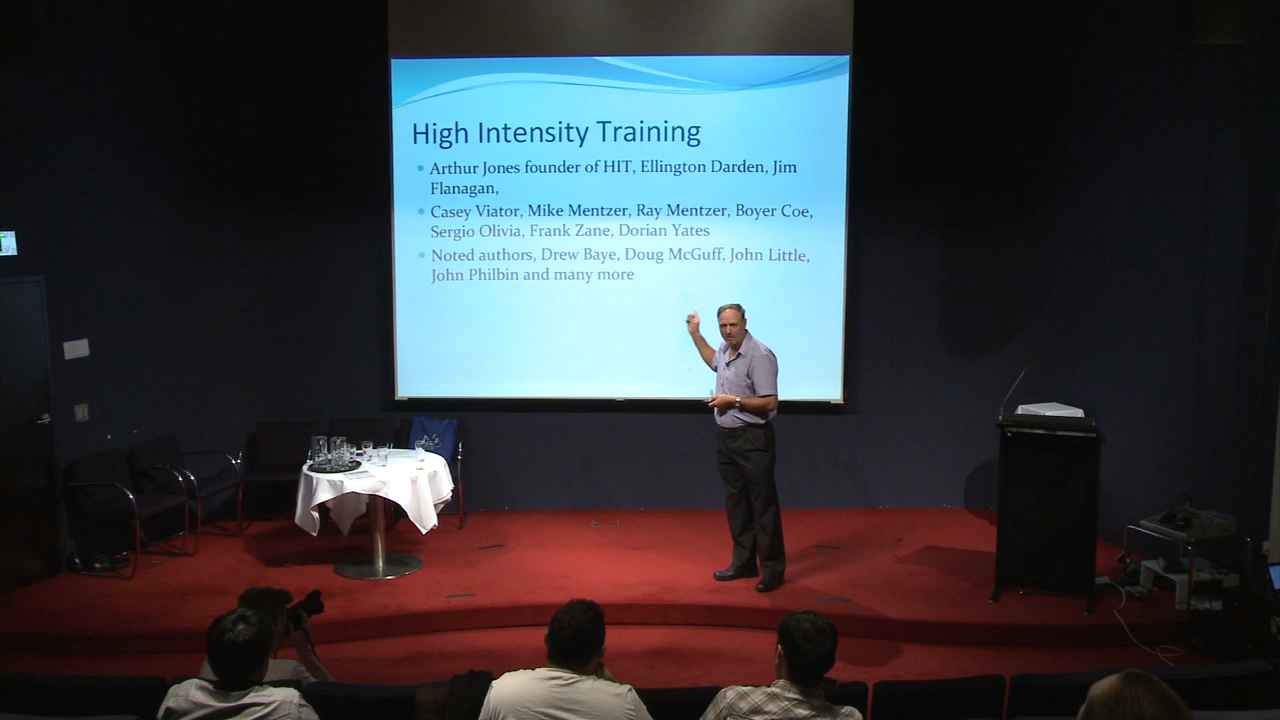 High Intensity Training
Arthur Jones founder of HIT, Ellington Darden, Jim
Flanagan,
Casey Viator, Mike Mentzer, Ray Mentzer, Boyer Coe,
Sergio Olivia, Frank Zane, Dorian Yates
Noted authors, Drew Baye, Doug McGuff, John Little,
John Philbin and many more